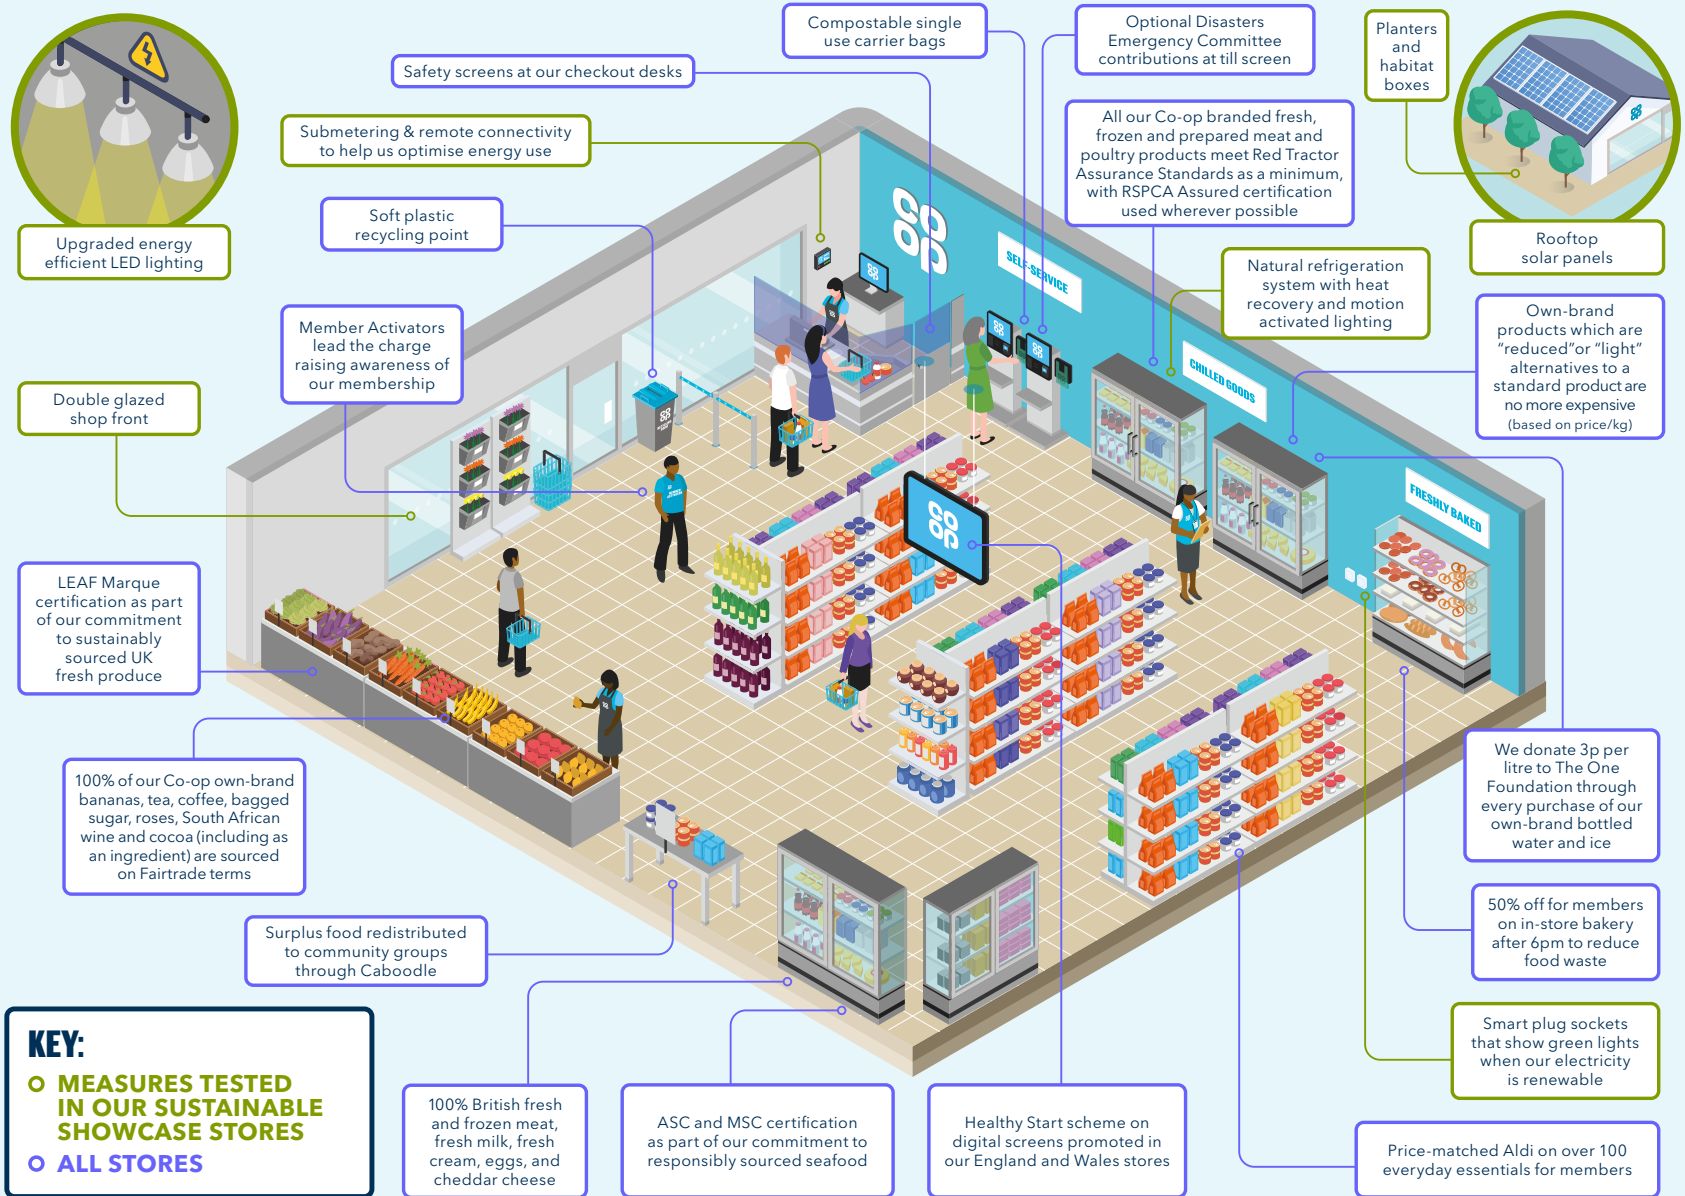 Compostable single
use carrier bags
Optional Disasters
Emergency Committee
contributions at till screen
Planters
and
habitat
boxes
Safety screens at our checkout desks
All our Co-op branded fresh,
frozen and prepared meat and
poultry products meet Red Tractor
Assurance Standards as a minimum,
with RSPCA Assured certification
used wherever possible
Submetering & remote connectivity
to help us optimise energy use
Soft plastic
recycling point
Upgraded energy
efficient LED lighting
Rooftop
solar panels
CO
OP
SELF-SERVICE
Natural refrigeration
system with heat
recovery and motion
activated lighting
Own-brand
products which are
“reduced”or “light”
alternatives to a
standard product are
no more expensive
(based on price/kg)
Member Activators
lead the charge
raising awareness of
our membership
CHILLED GOODS
Double glazed
shop front
FRESHLY BAKED
CO
OP
LEAF Marque
certification as part
of our commitment
to sustainably
sourced UK
fresh produce
100% of our Co-op own-brand
bananas, tea, coffee, bagged
sugar, roses, South African
wine and cocoa (including as
an ingredient) are sourced
on Fairtrade terms
We donate 3p per
litre to The One
Foundation through
every purchase of our
own-brand bottled
water and ice
Surplus food redistributed
to community groups
through Caboodle
50% off for members
on in-store bakery
after 6pm to reduce
food waste
KEY:
MEASURES TESTED
IN OUR SUSTAINABLE
SHOWCASE STORES
ALL STORES
100% British fresh
and frozen meat,
fresh milk, fresh
cream, eggs, and
cheddar cheese
ASC and MSC certification
as part of our commitment to
responsibly sourced seafood
Healthy Start scheme on
digital screens promoted in
our England and Wales stores
Smart plug sockets
that show green lights
when our electricity
is renewable
Price-matched Aldi on over 100
everyday essentials for members